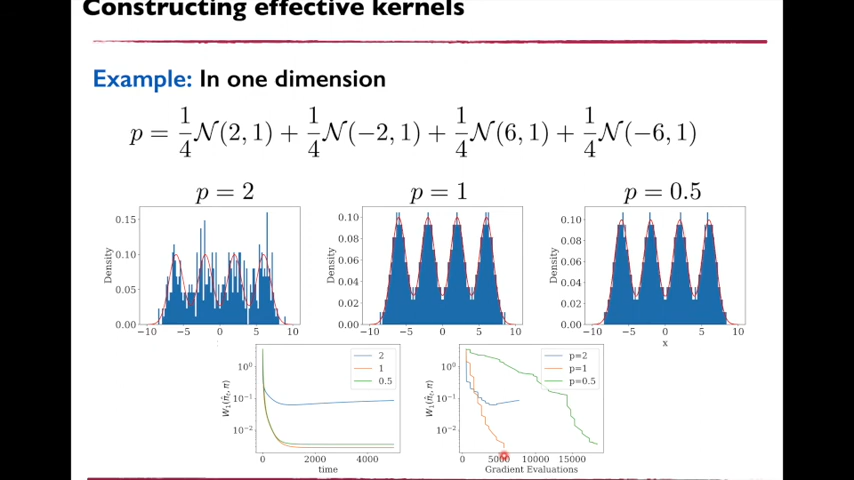 Constructing effective kernels
Example: In one dimension
p = 1/4 𝒩(2, 1) + 1/4 𝒩(−2, 1) + 1/4 𝒩(6, 1) + 1/4 𝒩(−6, 1)
p = 2 p = 1 p = 0.5
Density
0.15
0.10
0.05
0.00
−10 −5 0 5 10
Density
0.10
0.08
0.06
0.04
0.02
0.00
−10 −5 0 5 10
Density
0.10
0.08
0.06
0.04
0.02
0.00
−10 −5 0 5 10
x
10⁰
10⁻¹
10⁻²
2
1
0.5
0 2000 4000
time
10⁰
10⁻¹
10⁻²
p=2
p=1
p=0.5
0 5000 10000 15000
Gradient Evaluations